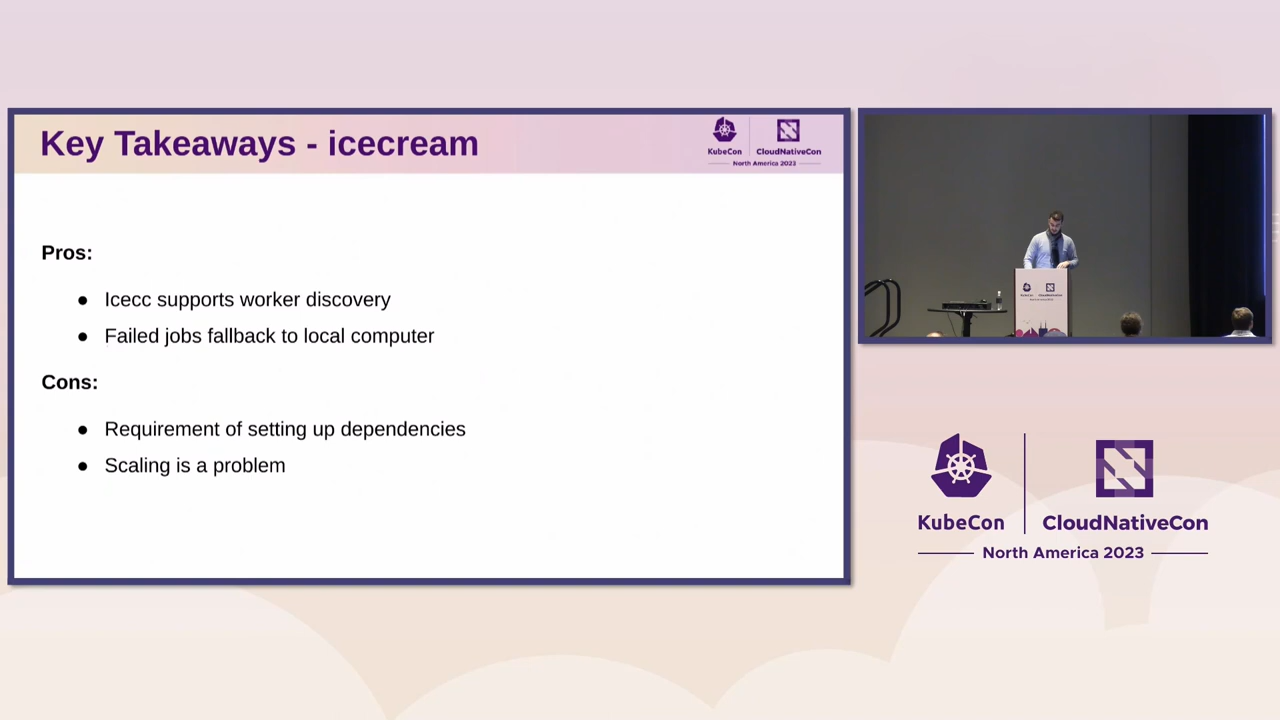 Key Takeaways - icecream
KubeCon
CloudNativeCon
North America 2023
Pros:
● Icecc supports worker discovery
● Failed jobs fallback to local computer
Cons:
● Requirement of setting up dependencies
● Scaling is a problem
KubeCon
CloudNativeCon
North America 2023